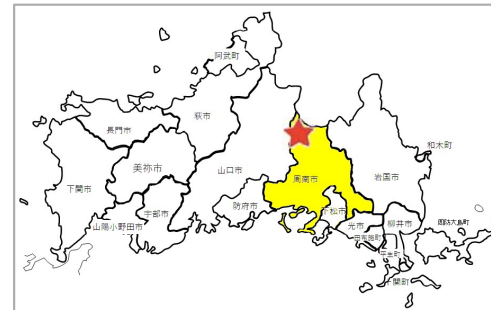 阿武町
萩市
長門市
和木町
美祢市
山口市
岩国市
下関市
周南市
防府市
宇部市
下松市
山陽小野田市
光市
柳井市
周防大島町
田布施町
平生町
関町